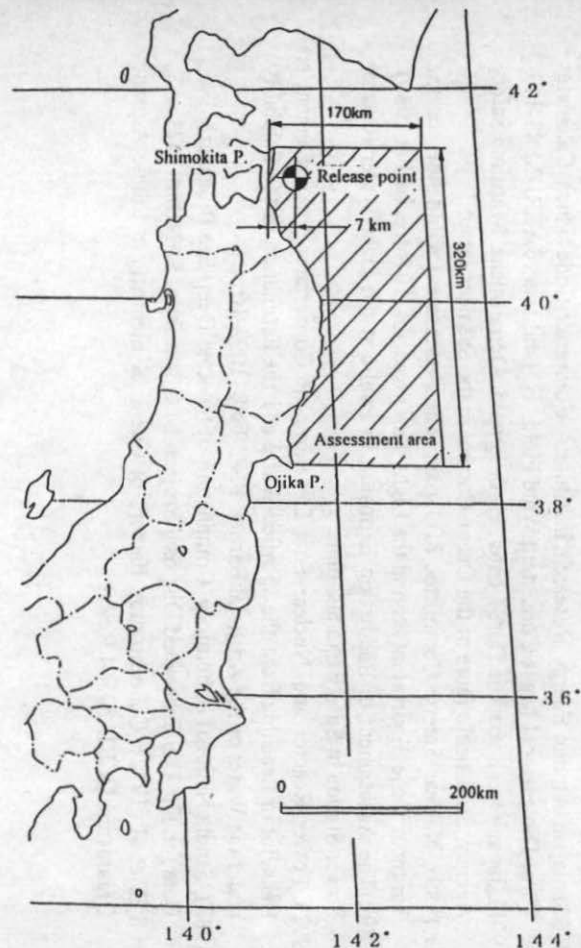 42°
170km
Shimokita P.
Release point
7 km
320km
40°
Assessment area
Ojika P.
38°
36°
0
200km
140°
142°
144°